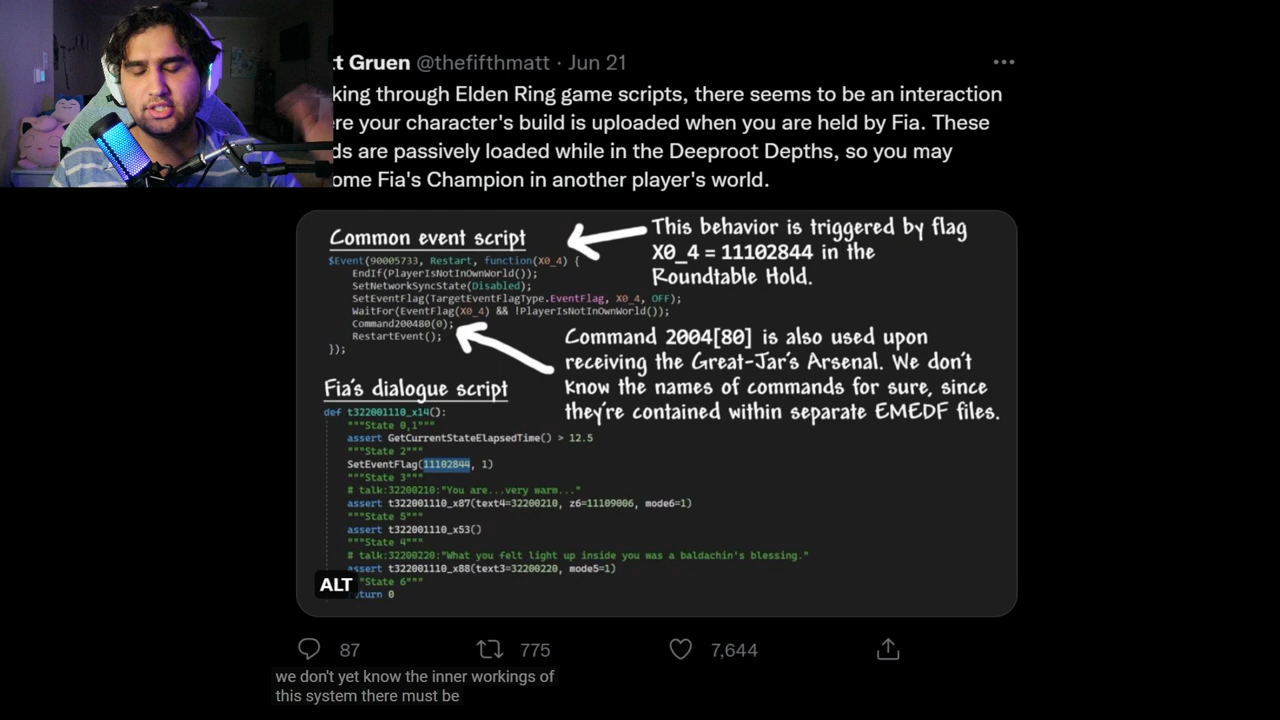 t Gruen @thefifthmatt · Jun 21
king through Elden Ring game scripts, there seems to be an interaction
re your character's build is uploaded when you are held by Fia. These
ds are passively loaded while in the Deeproot Depths, so you may
ome Fia's Champion in another player's world.
Common event script
This behavior is triggered by flag
X0_4 = 11102844 in the
Roundtable Hold.
$Event(90005733, Restart, function(X0_4) {
EndIf(PlayerIsNotInOwnWorld());
SetNetworkSyncState(Disabled);
SetEventFlag(TargetEventFlagType.EventFlag, X0_4, OFF);
WaitFor(EventFlag(X0_4) && !PlayerIsNotInOwnWorld());
Command200480(0);
RestartEvent();
});
Command 2004[80] is also used upon
receiving the Great-Jar's Arsenal. We don't
know the names of commands for sure, since
they're contained within separate EMEDF files.
Fia's dialogue script
def t322001110_x14():
"""State 0,1"""
assert GetCurrentStateElapsedTime() > 12.5
"""State 2"""
SetEventFlag(11102844, 1)
"""State 3"""
# talk:32200210:"You are...very warm..."
assert t322001110_x87(text4=32200210, z6=11109006, mode6=1)
"""State 5"""
assert t322001110_x53()
"""State 4"""
# talk:32200220:"What you felt light up inside you was a baldachin's blessing."
assert t322001110_x88(text3=32200220, mode5=1)
"State 6"""
turn 0
ALT
87
775
7,644
we don't yet know the inner workings of
this system there must be